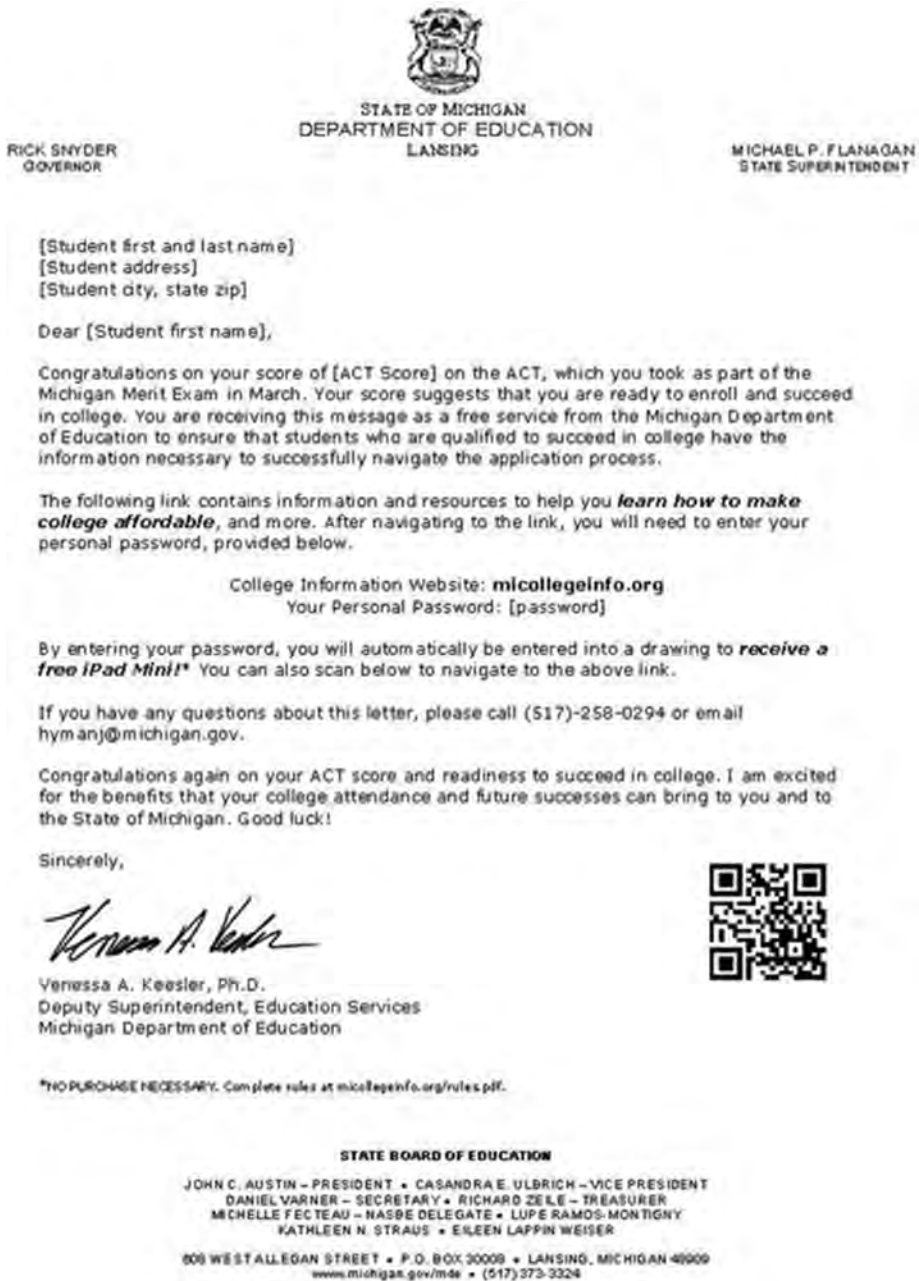 STATE OF MICHIGAN
DEPARTMENT OF EDUCATION
LANSING
RICK SNYDER
GOVERNOR
MICHAEL P. FLANAGAN
STATE SUPERINTENDENT
[Student first and last name]
[Student address]
[Student city, state zip]
Dear [Student first name],
Congratulations on your score of [ACT Score] on the ACT, which you took as part of the
Michigan Merit Exam in March. Your score suggests that you are ready to enroll and succeed
in college. You are receiving this message as a free service from the Michigan Department
of Education to ensure that students who are qualified to succeed in college have the
information necessary to successfully navigate the application process.
The following link contains information and resources to help you learn how to make
college affordable, and more. After navigating to the link, you will need to enter your
personal password, provided below.
College Information Website: micollegeinfo.org
Your Personal Password: [password]
By entering your password, you will automatically be entered into a drawing to receive a
free iPad Mini!* You can also scan below to navigate to the above link.
If you have any questions about this letter, please call (517)-258-0294 or email
hymanj@michigan.gov.
Congratulations again on your ACT score and readiness to succeed in college. I am excited
for the benefits that your college attendance and future successes can bring to you and to
the State of Michigan. Good luck!
Sincerely,
Venessa A. Keesler, Ph.D.
Deputy Superintendent, Education Services
Michigan Department of Education
*NO PURCHASE NECESSARY. Complete rules at micollegeinfo.org/rules.pdf.
STATE BOARD OF EDUCATION
JOHN C. AUSTIN – PRESIDENT • CASANDRA E. ULBRICH – VICE PRESIDENT
DANIEL VARNER – SECRETARY • RICHARD ZEILE – TREASURER
MICHELLE FECTEAU – NASBE DELEGATE • LUPE RAMOS-MONTIGNY
KATHLEEN N. STRAUS • EILEEN LAPPIN WEISER
608 WEST ALLEGAN STREET • P.O. BOX 30008 • LANSING, MICHIGAN 48909
www.michigan.gov/mde • (517) 373-3324